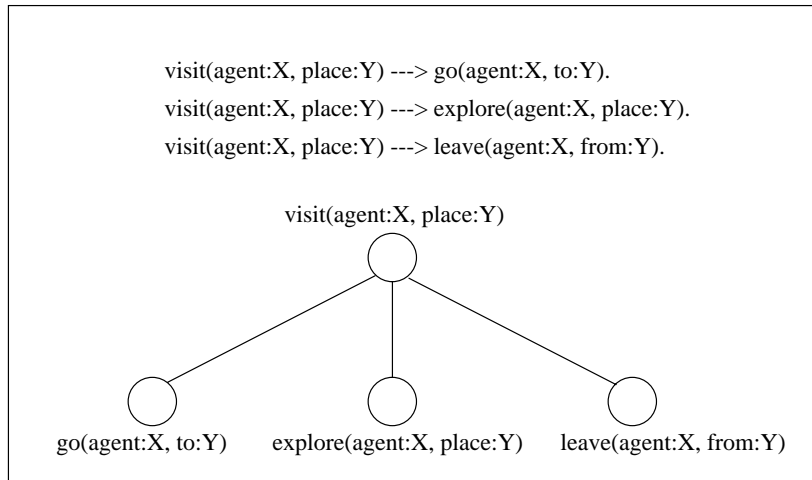 visit(agent:X, place:Y) ---> go(agent:X, to:Y).
visit(agent:X, place:Y) ---> explore(agent:X, place:Y).
visit(agent:X, place:Y) ---> leave(agent:X, from:Y).
visit(agent:X, place:Y)
go(agent:X, to:Y) explore(agent:X, place:Y) leave(agent:X, from:Y)